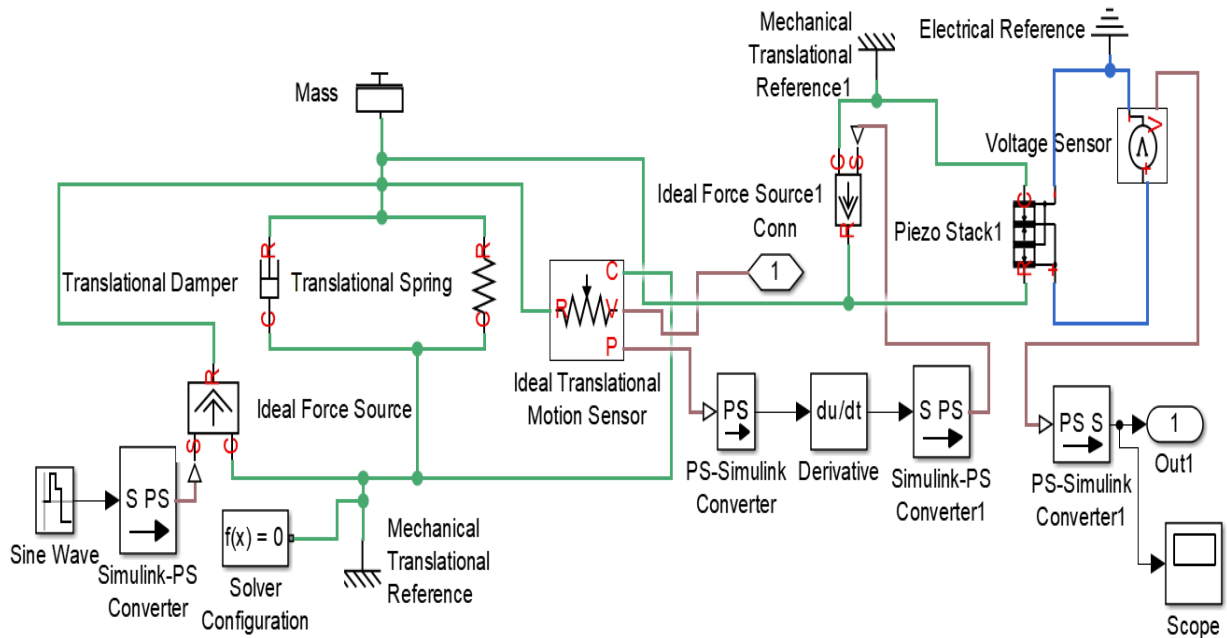 Mechanical
Translational
Reference1
Electrical Reference
Mass
Voltage Sensor
V
-
+
C
S
R
Ideal Force Source1
Conn
1
Piezo Stack1
C
R
-
+
Translational Damper
R
C
Translational Spring
R
C
R
C
V
P
Ideal Translational
Motion Sensor
R
S
C
Ideal Force Source
S PS
Simulink-PS
Converter
Sine Wave
f(x) = 0
Solver
Configuration
Mechanical
Translational
Reference
PS
PS-Simulink
Converter
du/dt
Derivative
S PS
Simulink-PS
Converter1
PS S
PS-Simulink
Converter1
1
Out1
Scope